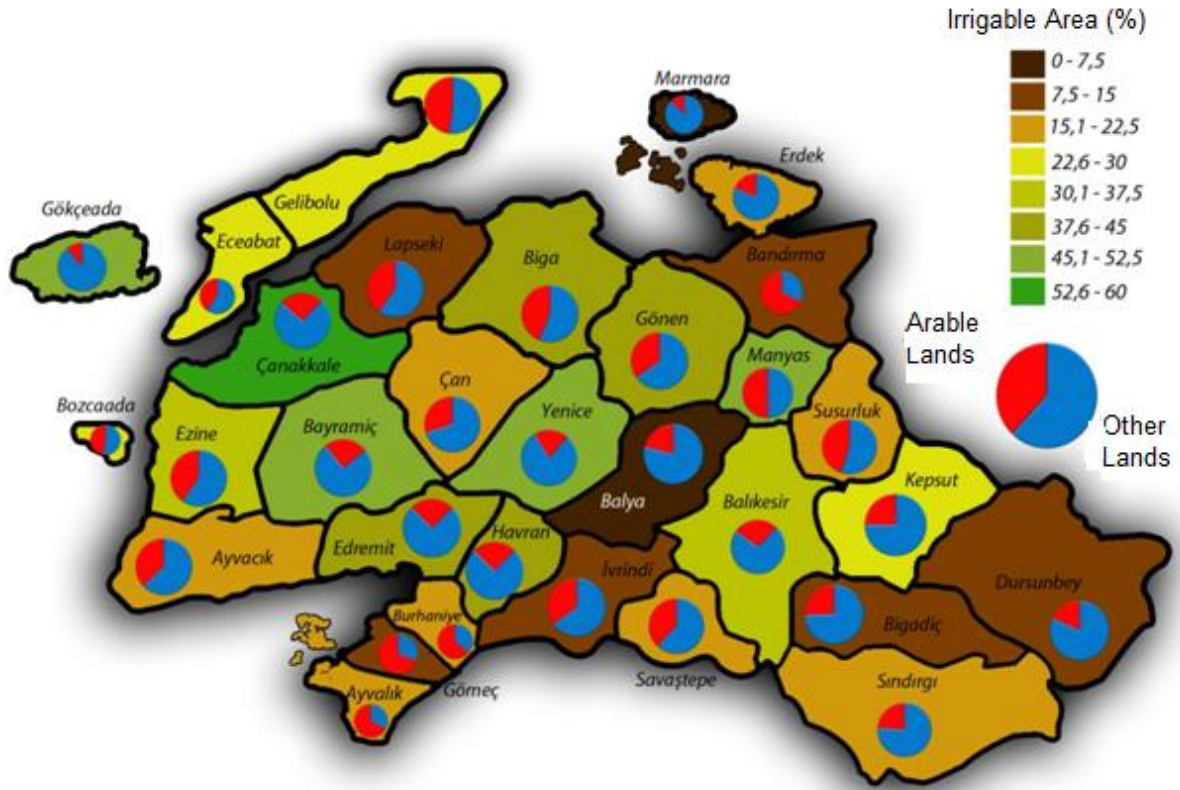 Irrigable Area (%)
0 - 7,5
7,5 - 15
15,1 - 22,5
22,6 - 30
30,1 - 37,5
37,6 - 45
45,1 - 52,5
52,6 - 60
Arable
Lands
Other
Lands
Marmara
Erdek
Gökçeada
Gelibolu
Eceabat
Lapseki
Biga
Bandırma
Gönen
Manyas
Çanakkale
Çan
Bozcaada
Ezine
Bayramiç
Yenice
Susurluk
Balya
Balıkesir
Kepsut
Ayvacık
Edremit
Havran
İvrindi
Dursunbey
Burhaniye
Bigadiç
Ayvalık
Gömeç
Savaştepe
Sındırgı